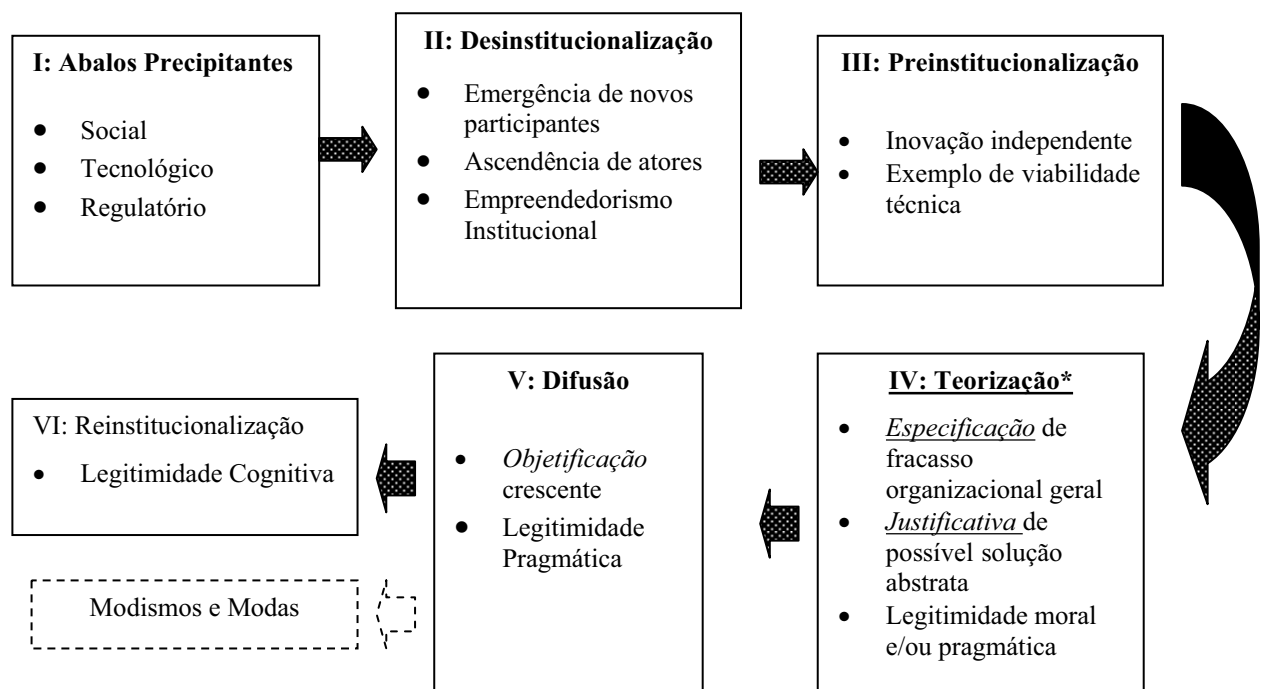 I: Abalos Precipitantes
• Social
• Tecnológico
• Regulatório
II: Desinstitucionalização
• Emergência de novos
participantes
• Ascendência de atores
• Empreendedorismo
Institucional
III: Preinstitucionalização
• Inovação independente
• Exemplo de viabilidade
técnica
IV: Teorização*
• Especificação de
fracasso
organizacional geral
• Justificativa de
possível solução
abstrata
• Legitimidade moral
e/ou pragmática
V: Difusão
• Objetificação
crescente
• Legitimidade
Pragmática
VI: Reinstitucionalização
• Legitimidade Cognitiva
Modismos e Modas